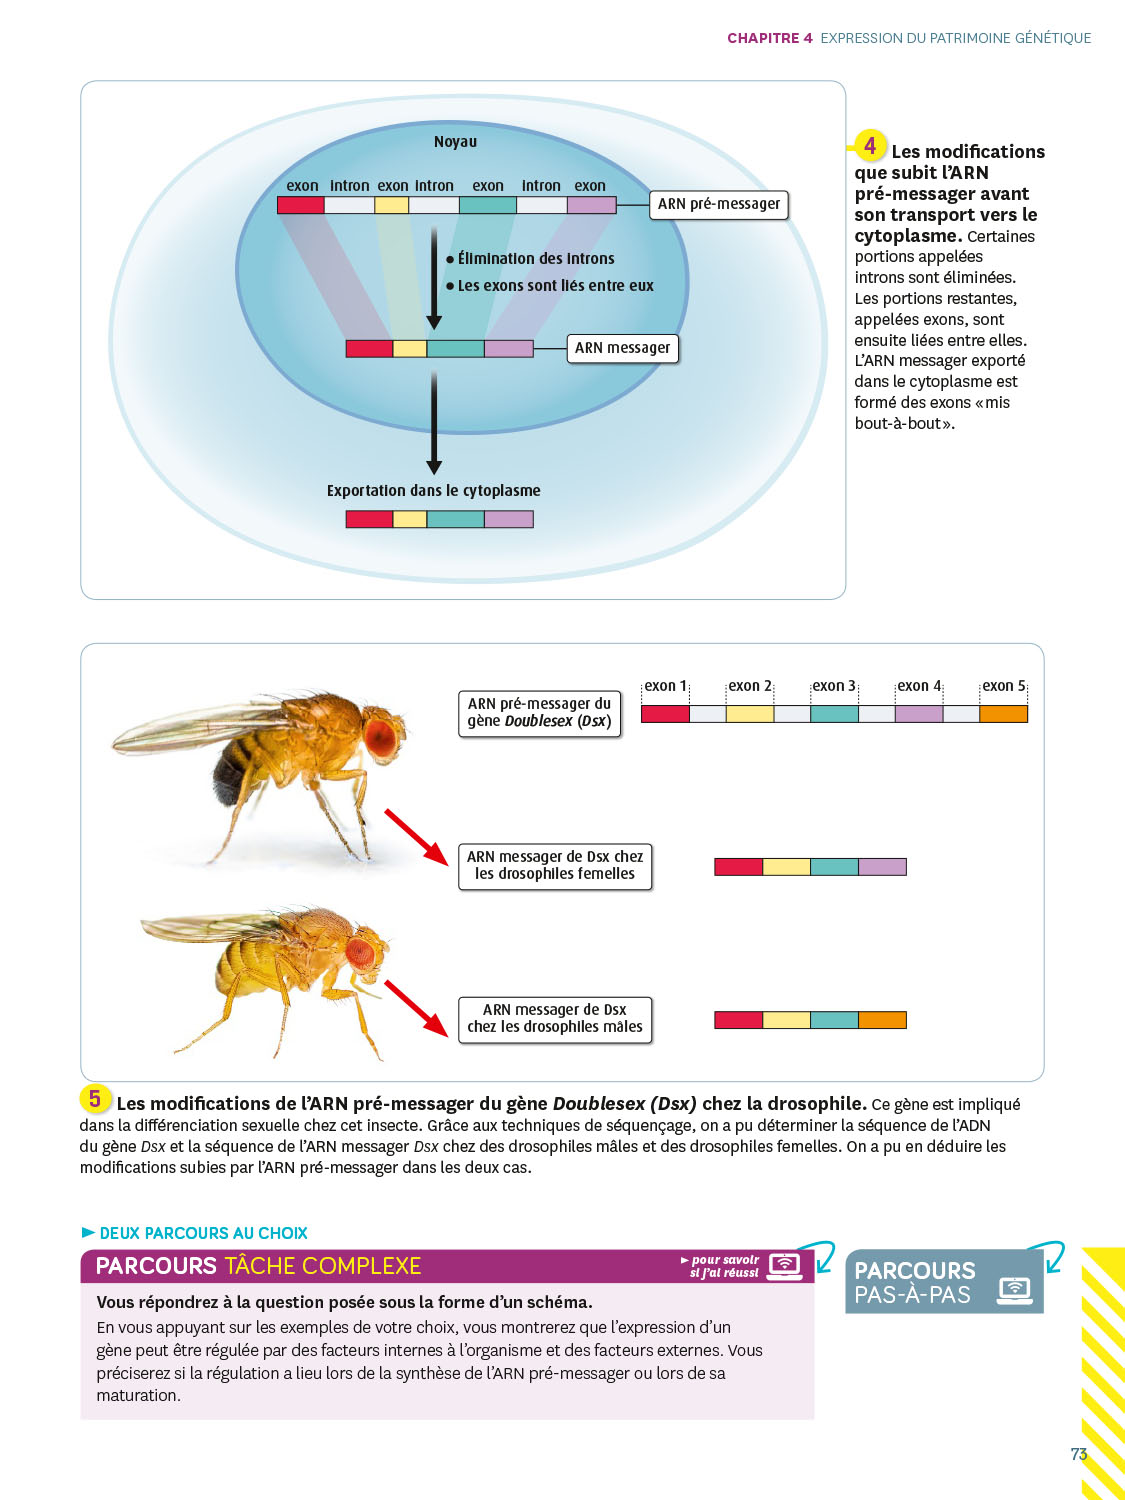 CHAPITRE 4 EXPRESSION DU PATRIMOINE GÉNÉTIQUE
Noyau
exon intron exon intron exon intron exon
ARN pré-messager
• Élimination des introns
• Les exons sont liés entre eux
ARN messager
Exportation dans le cytoplasme
4 Les modifications
que subit l'ARN
pré-messager avant
son transport vers le
cytoplasme. Certaines
portions appelées
introns sont éliminées.
Les portions restantes,
appelées exons, sont
ensuite liées entre elles.
L'ARN messager exporté
dans le cytoplasme est
formé des exons « mis
bout-à-bout ».
ARN pré-messager du
gène Doublesex (Dsx)
exon 1 exon 2 exon 3 exon 4 exon 5
ARN messager de Dsx chez
les drosophiles femelles
ARN messager de Dsx
chez les drosophiles mâles
5 Les modifications de l'ARN pré-messager du gène Doublesex (Dsx) chez la drosophile. Ce gène est impliqué
dans la différenciation sexuelle chez cet insecte. Grâce aux techniques de séquençage, on a pu déterminer la séquence de l'ADN
du gène Dsx et la séquence de l'ARN messager Dsx chez des drosophiles mâles et des drosophiles femelles. On a pu en déduire les
modifications subies par l'ARN pré-messager dans les deux cas.
► DEUX PARCOURS AU CHOIX
PARCOURS TÂCHE COMPLEXE
► pour savoir
si j'ai réussi
Vous répondrez à la question posée sous la forme d'un schéma.
En vous appuyant sur les exemples de votre choix, vous montrerez que l'expression d'un
gène peut être régulée par des facteurs internes à l'organisme et des facteurs externes. Vous
préciserez si la régulation a lieu lors de la synthèse de l'ARN pré-messager ou lors de sa
maturation.
PARCOURS
PAS-À-PAS
73